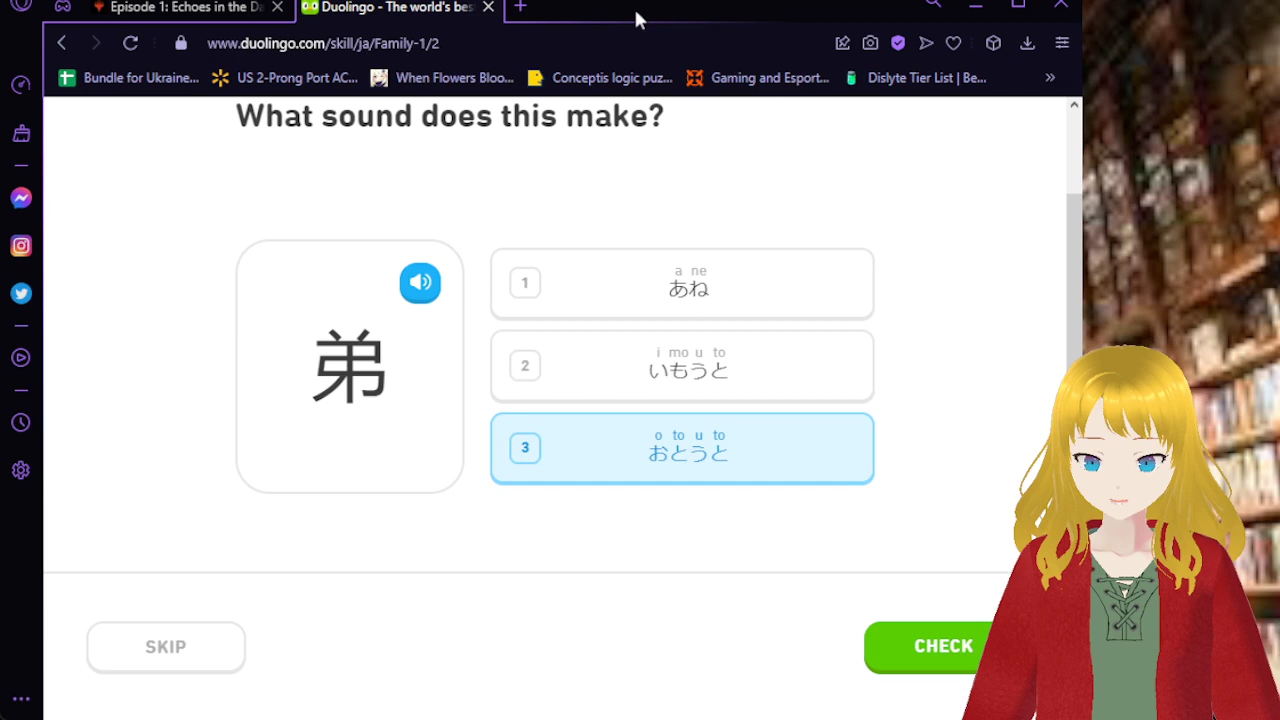 Episode 1: Echoes in the Da
Duolingo - The world's bes
www.duolingo.com/skill/ja/Family-1/2
Bundle for Ukraine...
US 2-Prong Port AC...
When Flowers Bloo...
Conceptis logic puz...
Gaming and Esport...
Dislyte Tier List | Be...
What sound does this make?
弟
1
a ne
あね
2
i mo u to
いもうと
3
o to u to
おとうと
SKIP
CHECK